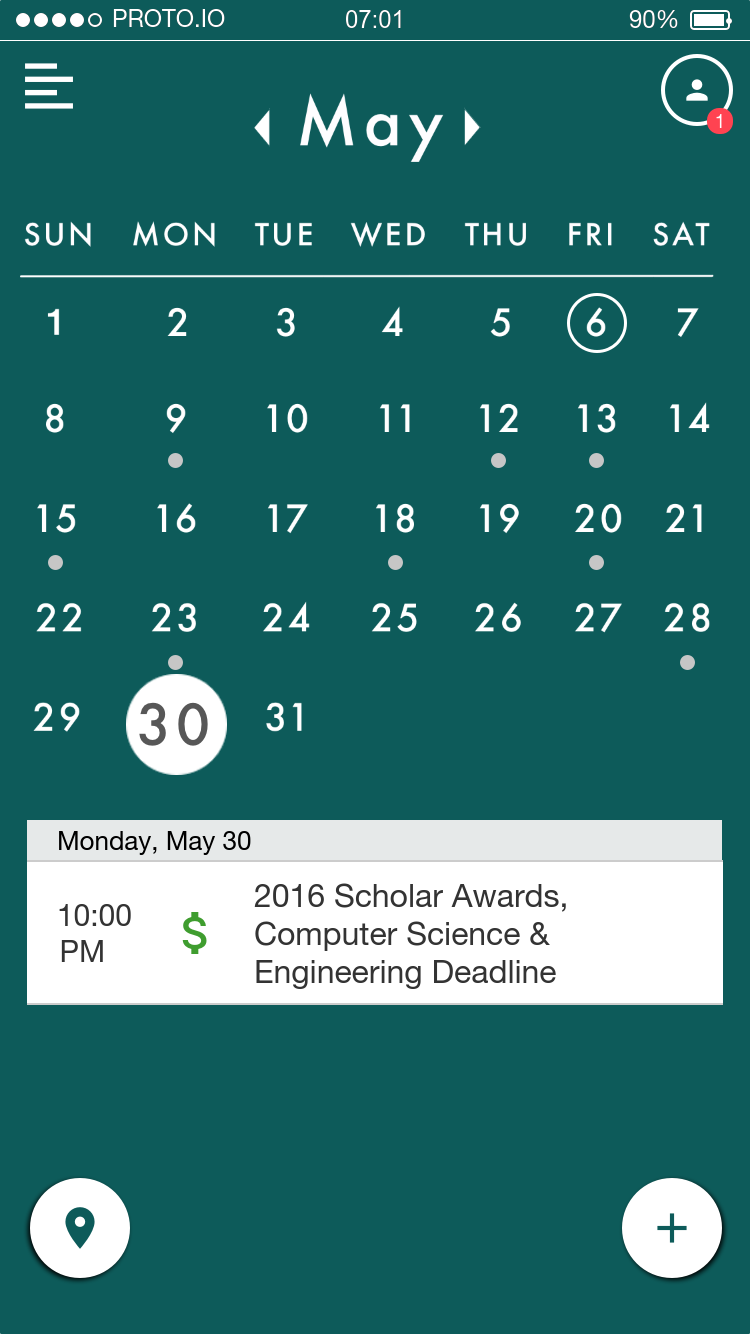 PROTO.IO 07:01 90%
May
1
SUN MON TUE WED THU FRI SAT
1 2 3 4 5 6 7
8 9 10 11 12 13 14
15 16 17 18 19 20 21
22 23 24 25 26 27 28
29 30 31
Monday, May 30
10:00
PM
$
2016 Scholar Awards,
Computer Science &
Engineering Deadline
+